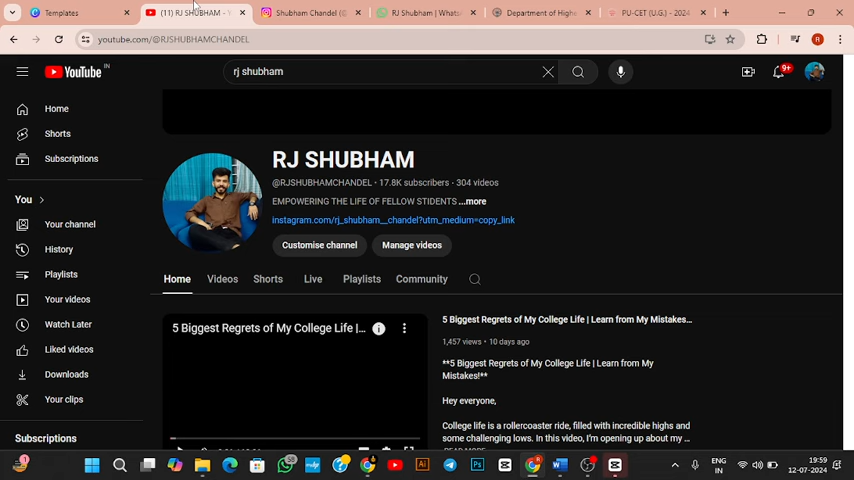 Templates
(11) RJ SHUBHAM - Y
Shubham Chandel (@
RJ Shubham | Whats
Department of Highe
PU-CET (U.G.) - 2024
youtube.com/@RJSHUBHAMCHANDEL
R
YouTube IN
rj shubham
9+
Home
Shorts
Subscriptions
You
Your channel
History
Playlists
Your videos
Watch Later
Liked videos
Downloads
Your clips
Subscriptions
RJ SHUBHAM
@RJSHUBHAMCHANDEL • 17.8K subscribers • 304 videos
EMPOWERING THE LIFE OF FELLOW STIDENTS ...more
instagram.com/rj_shubham__chandel?utm_medium=copy_link
Customise channel
Manage videos
Home
Videos
Shorts
Live
Playlists
Community
5 Biggest Regrets of My College Life |...
5 Biggest Regrets of My College Life | Learn from My Mistakes...
1,457 views • 10 days ago
**5 Biggest Regrets of My College Life | Learn from My
Mistakes!**
Hey everyone,
College life is a rollercoaster ride, filled with incredible highs and
some challenging lows. In this video, I'm opening up about my ...
READ MORE
1
Ai
Ps
ENG
IN
19:59
12-07-2024